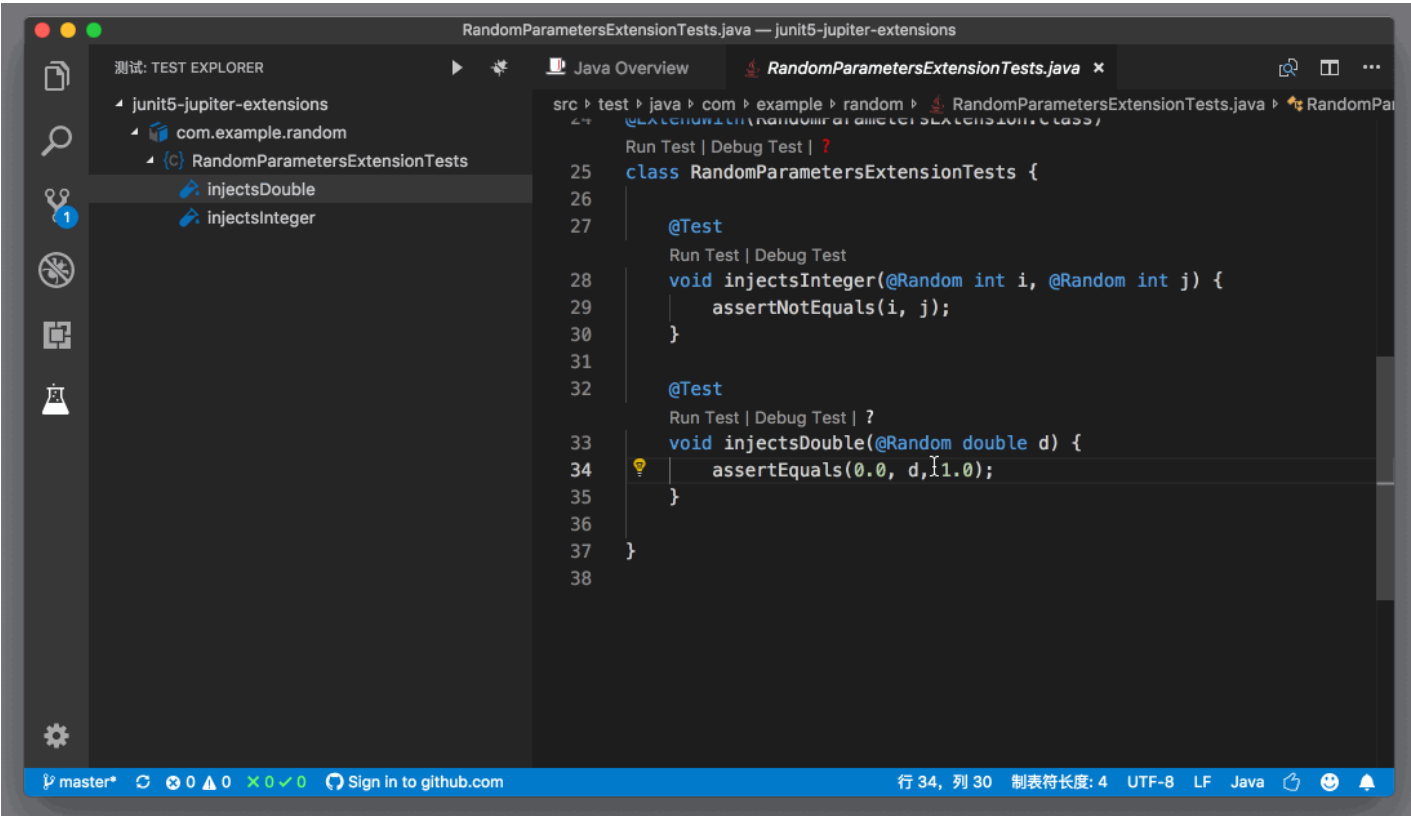 RandomParametersExtensionTests.java — junit5-jupiter-extensions
测试: TEST EXPLORER
junit5-jupiter-extensions
com.example.random
{C} RandomParametersExtensionTests
injectsDouble
injectsInteger
1
Java Overview
RandomParametersExtensionTests.java ×
src test java com example random RandomParametersExtensionTests.java RandomPar
24 @ExtendWith(RandomParametersExtension.class)
Run Test | Debug Test | ?
25 class RandomParametersExtensionTests {
26
27 @Test
Run Test | Debug Test
28 void injectsInteger(@Random int i, @Random int j) {
29 assertNotEquals(i, j);
30 }
31
32 @Test
Run Test | Debug Test | ?
33 void injectsDouble(@Random double d) {
34 assertEquals(0.0, d, 1.0);
35 }
36
37 }
38
master* 0 0 × 0 ✓ 0 Sign in to github.com 行 34，列 30 制表符长度: 4 UTF-8 LF Java